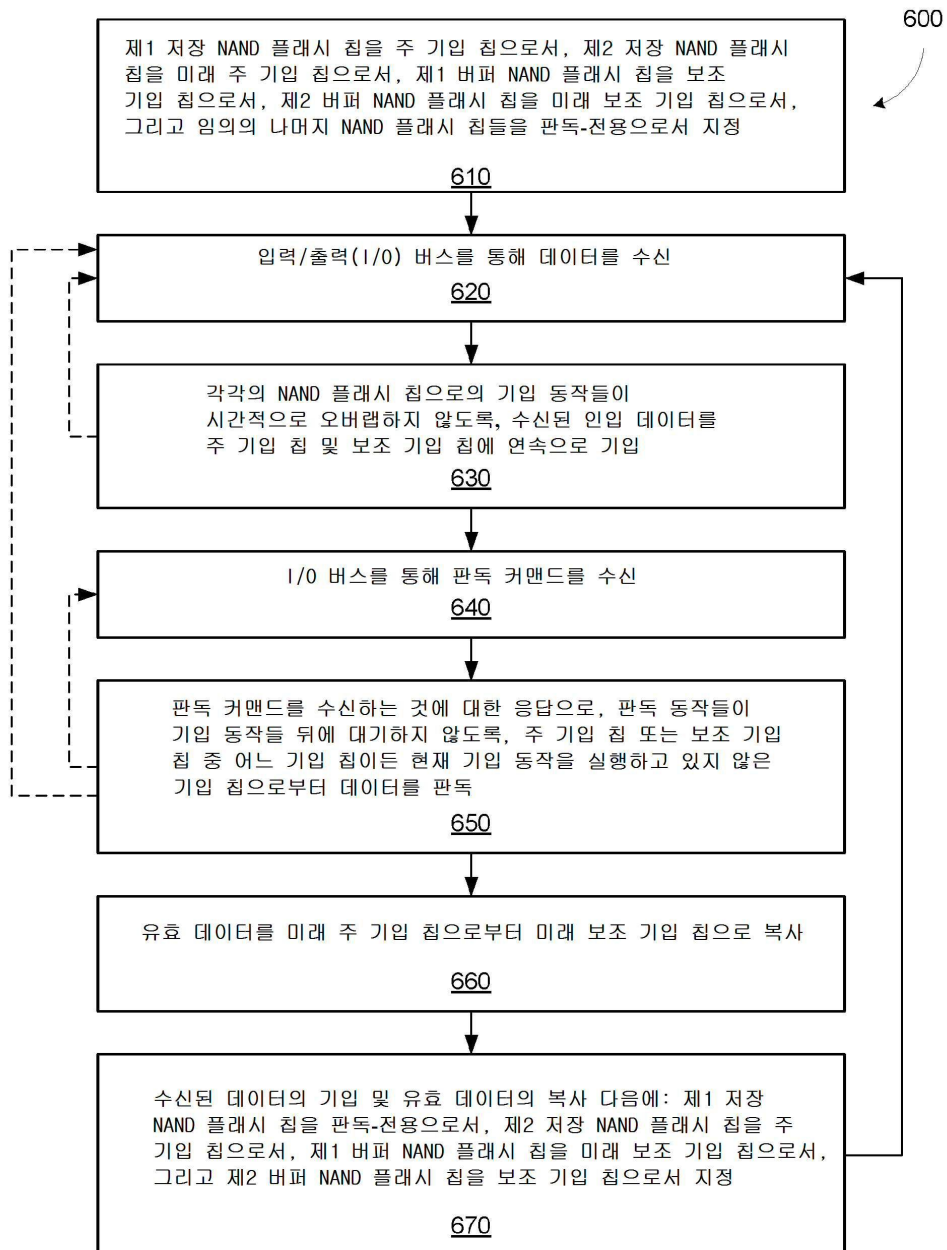 600
제1 저장 NAND 플래시 칩을 주 기입 칩으로서, 제2 저장 NAND 플래시
칩을 미래 주 기입 칩으로서, 제1 버퍼 NAND 플래시 칩을 보조
기입 칩으로서, 제2 버퍼 NAND 플래시 칩을 미래 보조 기입 칩으로서,
그리고 임의의 나머지 NAND 플래시 칩들을 판독-전용으로서 지정
610
입력/출력(I/O) 버스를 통해 데이터를 수신
620
각각의 NAND 플래시 칩으로의 기입 동작들이
시간적으로 오버랩하지 않도록, 수신된 인입 데이터를
주 기입 칩 및 보조 기입 칩에 연속으로 기입
630
I/O 버스를 통해 판독 커맨드를 수신
640
판독 커맨드를 수신하는 것에 대한 응답으로, 판독 동작들이
기입 동작들 뒤에 대기하지 않도록, 주 기입 칩 또는 보조 기입
칩 중 어느 기입 칩이든 현재 기입 동작을 실행하고 있지 않은
기입 칩으로부터 데이터를 판독
650
유효 데이터를 미래 주 기입 칩으로부터 미래 보조 기입 칩으로 복사
660
수신된 데이터의 기입 및 유효 데이터의 복사 다음에: 제1 저장
NAND 플래시 칩을 판독-전용으로서, 제2 저장 NAND 플래시 칩을 주
기입 칩으로서, 제1 버퍼 NAND 플래시 칩을 미래 보조 기입 칩으로서,
그리고 제2 버퍼 NAND 플래시 칩을 보조 기입 칩으로서 지정
670